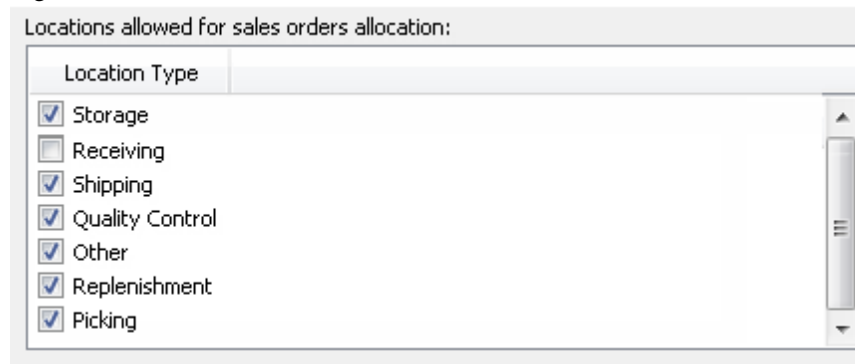 Locations allowed for sales orders allocation:
Location Type
Storage
Receiving
Shipping
Quality Control
Other
Replenishment
Picking